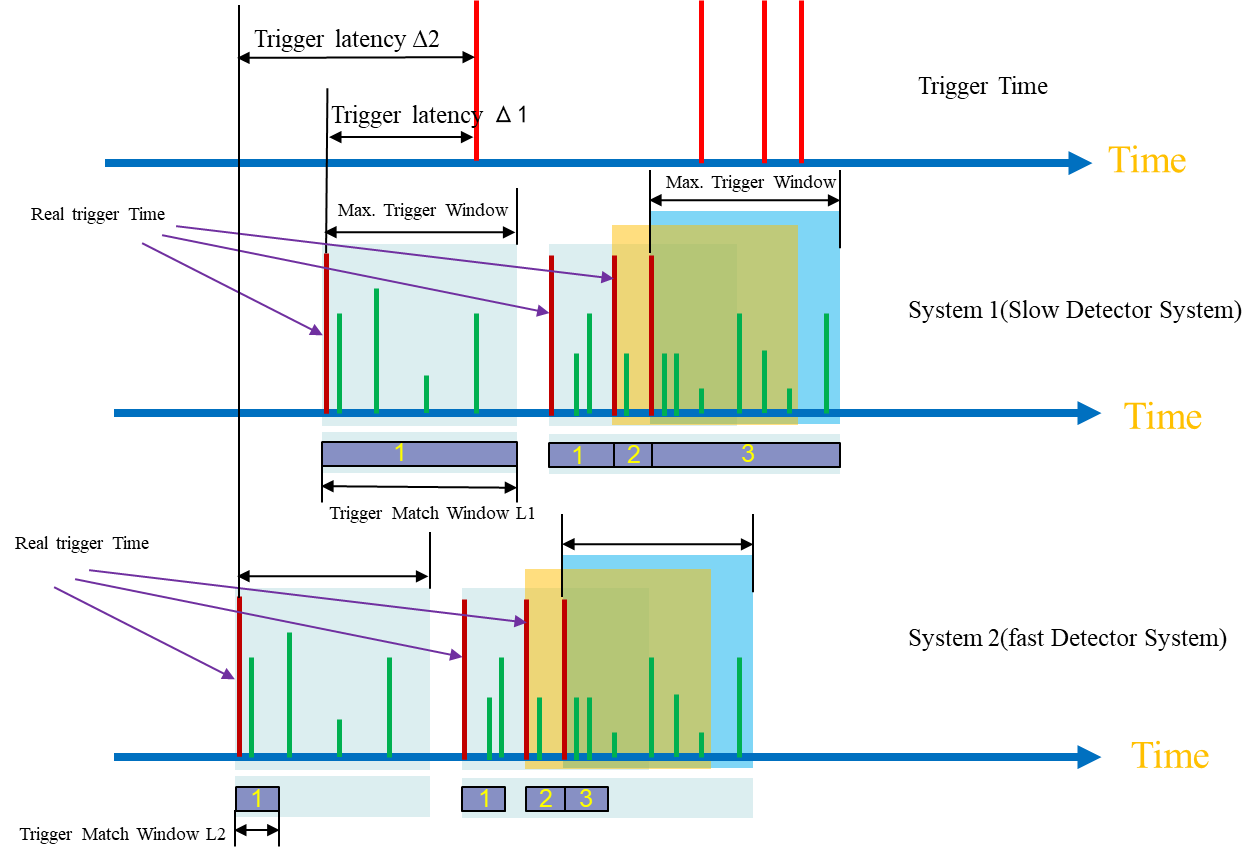 Trigger latency Δ2
Trigger Time
Trigger latency Δ1
Time
Max. Trigger Window
Real trigger Time
Max. Trigger Window
System 1(Slow Detector System)
Time
1
1
2
3
Trigger Match Window L1
Real trigger Time
System 2(fast Detector System)
Time
1
1
2
3
Trigger Match Window L2